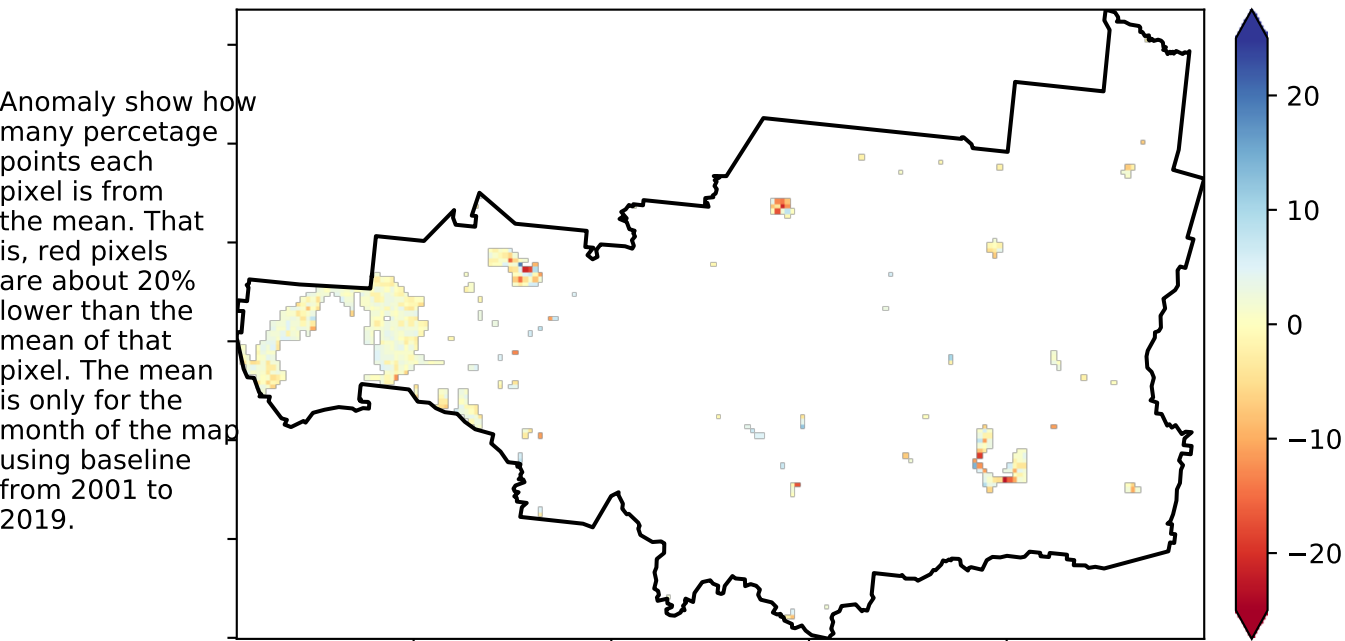 Anomaly show how
many percetage
points each
pixel is from
the mean. That
is, red pixels
are about 20%
lower than the
mean of that
pixel. The mean
is only for the
month of the map
using baseline
from 2001 to
2019.
20
10
0
−10
−20